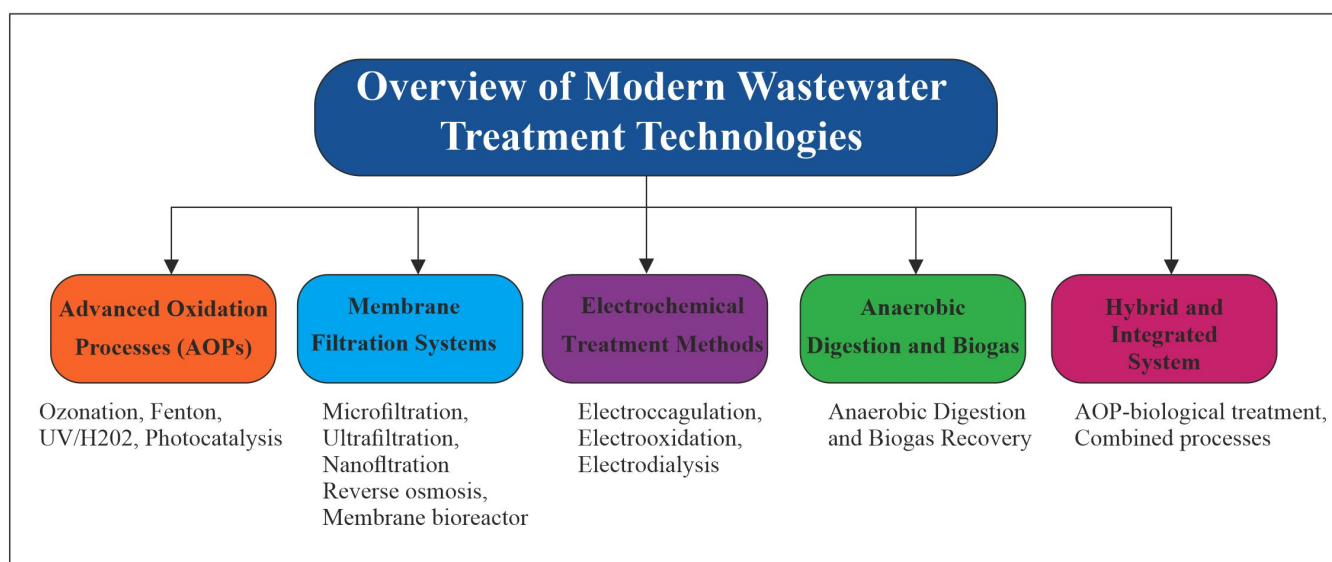 Overview of Modern Wastewater
Treatment Technologies
Advanced Oxidation
Processes (AOPs)
Ozonation, Fenton,
UV/H202, Photocatalysis
Membrane
Filtration Systems
Microfiltration,
Ultrafiltration,
Nanofltration
Reverse osmosis,
Membrane bioreactor
Electrochemical
Treatment Methods
Electroccagulation,
Electrooxidation,
Electrodialysis
Anaerobic
Digestion and Biogas
Anaerobic Digestion
and Biogas Recovery
Hybrid and
Integrated
System
AOP-biological treatment,
Combined processes